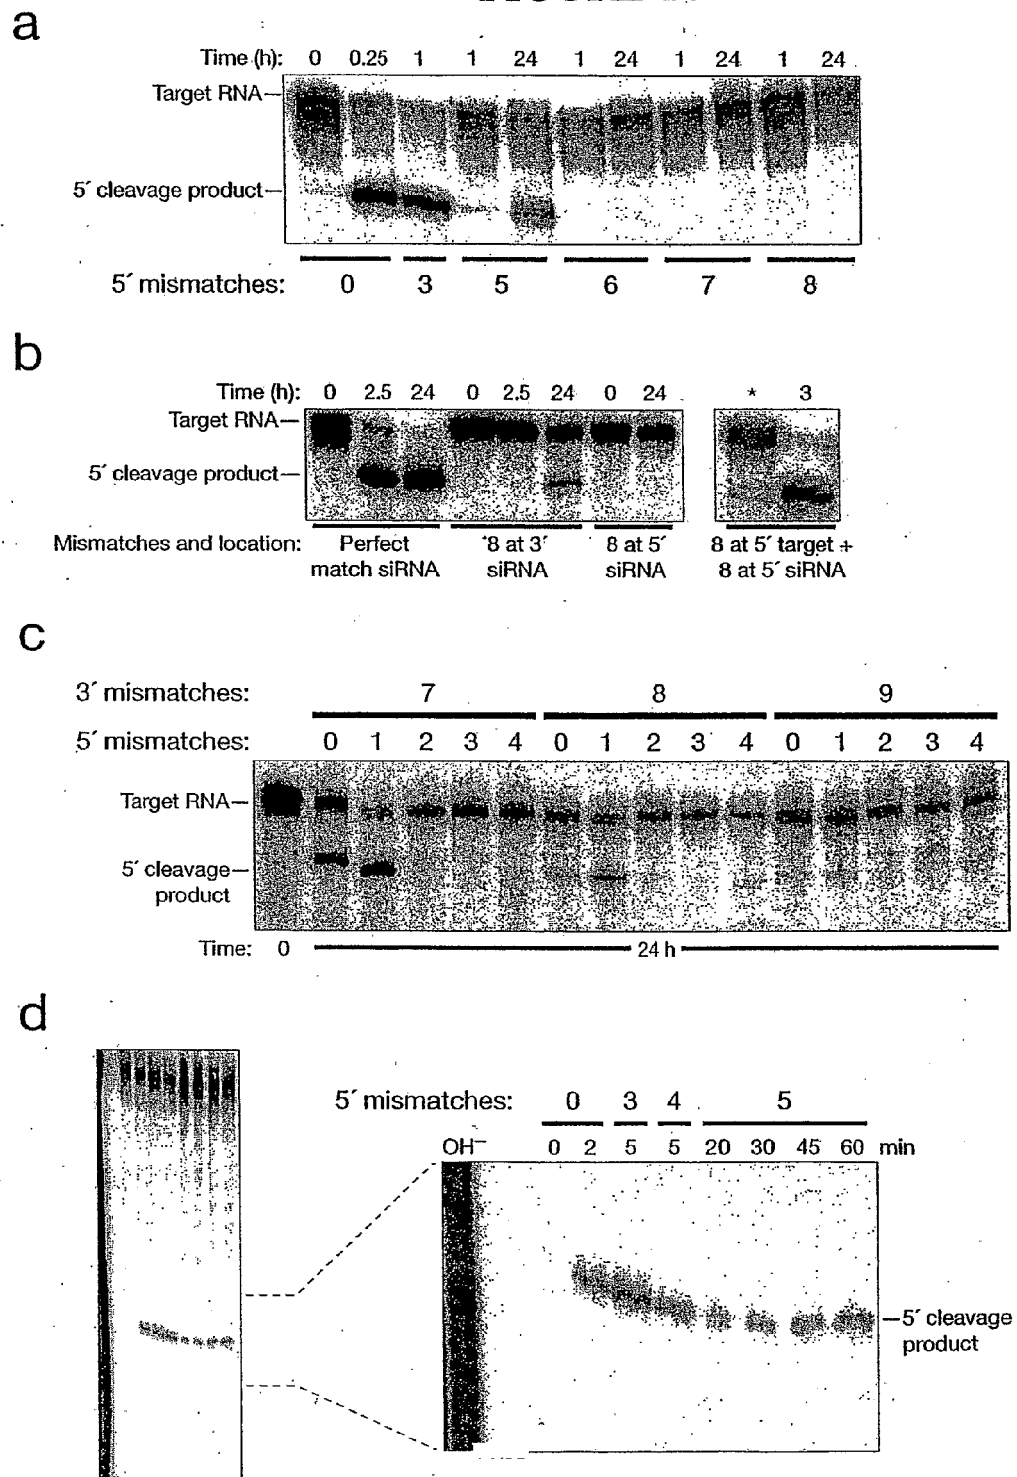 a
Time (h): 0 0.25 1 1 24 1 24 1 24 1 24
Target RNA
5´ cleavage product
5´ mismatches: 0 3 5 6 7 8
b
Time (h): 0 2.5 24 0 2.5 24 0 24 * 3
Target RNA
5´ cleavage product
Mismatches and location: Perfect match siRNA
8 at 3´ siRNA
8 at 5´ siRNA
8 at 5´ target + 8 at 5´ siRNA
c
3´ mismatches: 7 8 9
5´ mismatches: 0 1 2 3 4 0 1 2 3 4 0 1 2 3 4
Target RNA
5´ cleavage
product
Time: 0 24 h
d
5´ mismatches: 0 3 4 5
OH⁻ 0 2 5 5 20 30 45 60 min
5´ cleavage
product